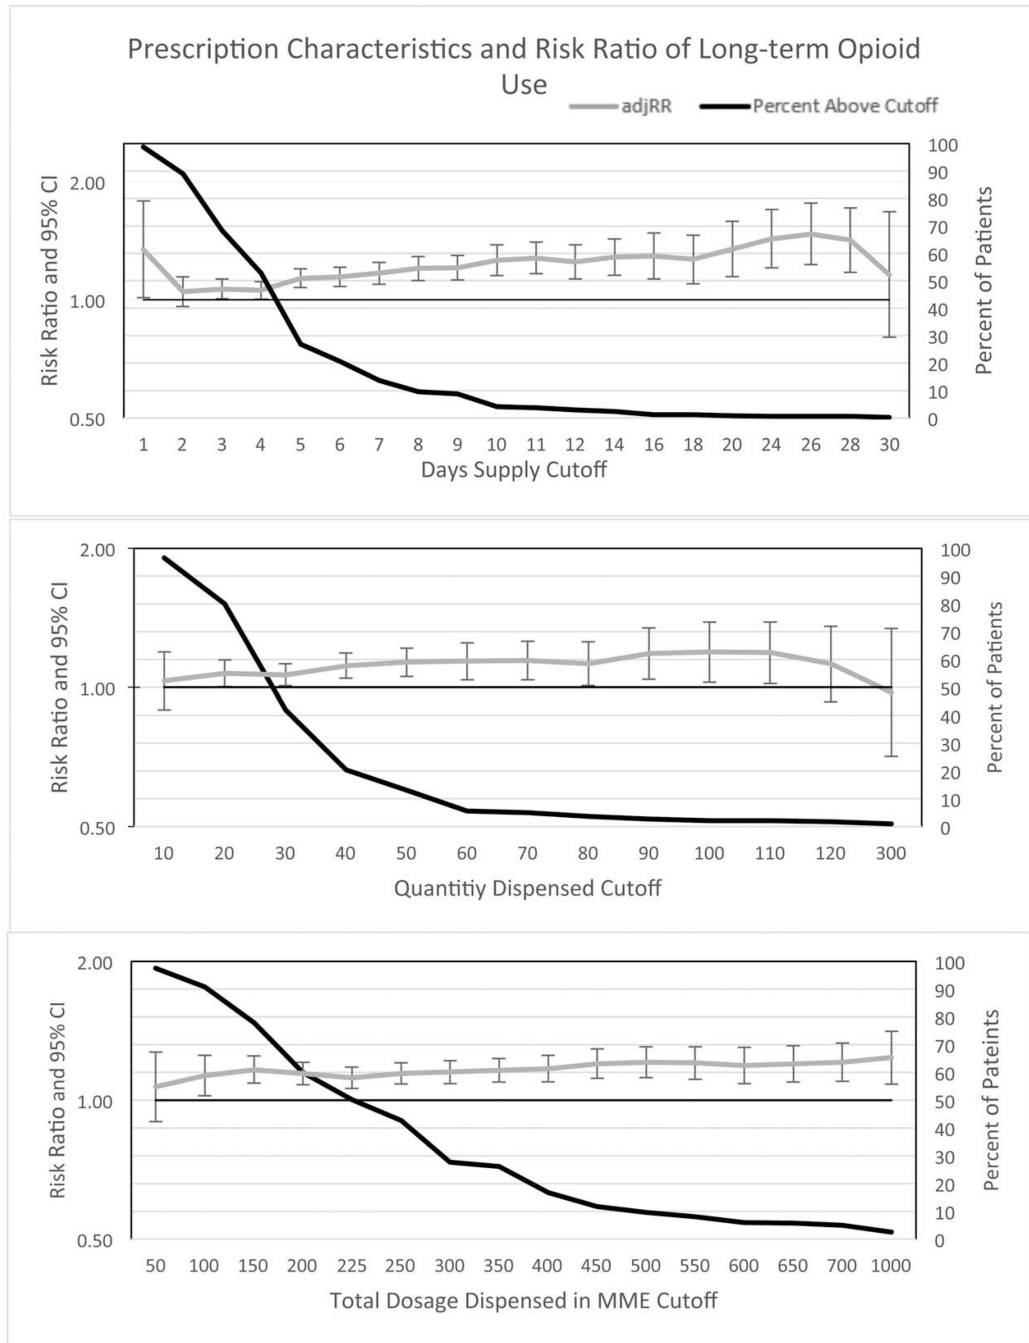 Prescription Characteristics and Risk Ratio of Long-term Opioid
Use
adjRR
Percent Above Cutoff
Risk Ratio and 95% CI
2.00
1.00
0.50
100
90
80
70
60
50
40
30
20
10
0
Percent of Patients
1 2 3 4 5 6 7 8 9 10 11 12 14 16 18 20 24 26 28 30
Days Supply Cutoff
Risk Ratio and 95% CI
2.00
1.00
0.50
100
90
80
70
60
50
40
30
20
10
0
Percent of Patients
10 20 30 40 50 60 70 80 90 100 110 120 300
Quantitiy Dispensed Cutoff
Risk Ratio and 95% CI
2.00
1.00
0.50
100
90
80
70
60
50
40
30
20
10
0
Percent of Pateints
50 100 150 200 225 250 300 350 400 450 500 550 600 650 700 1000
Total Dosage Dispensed in MME Cutoff